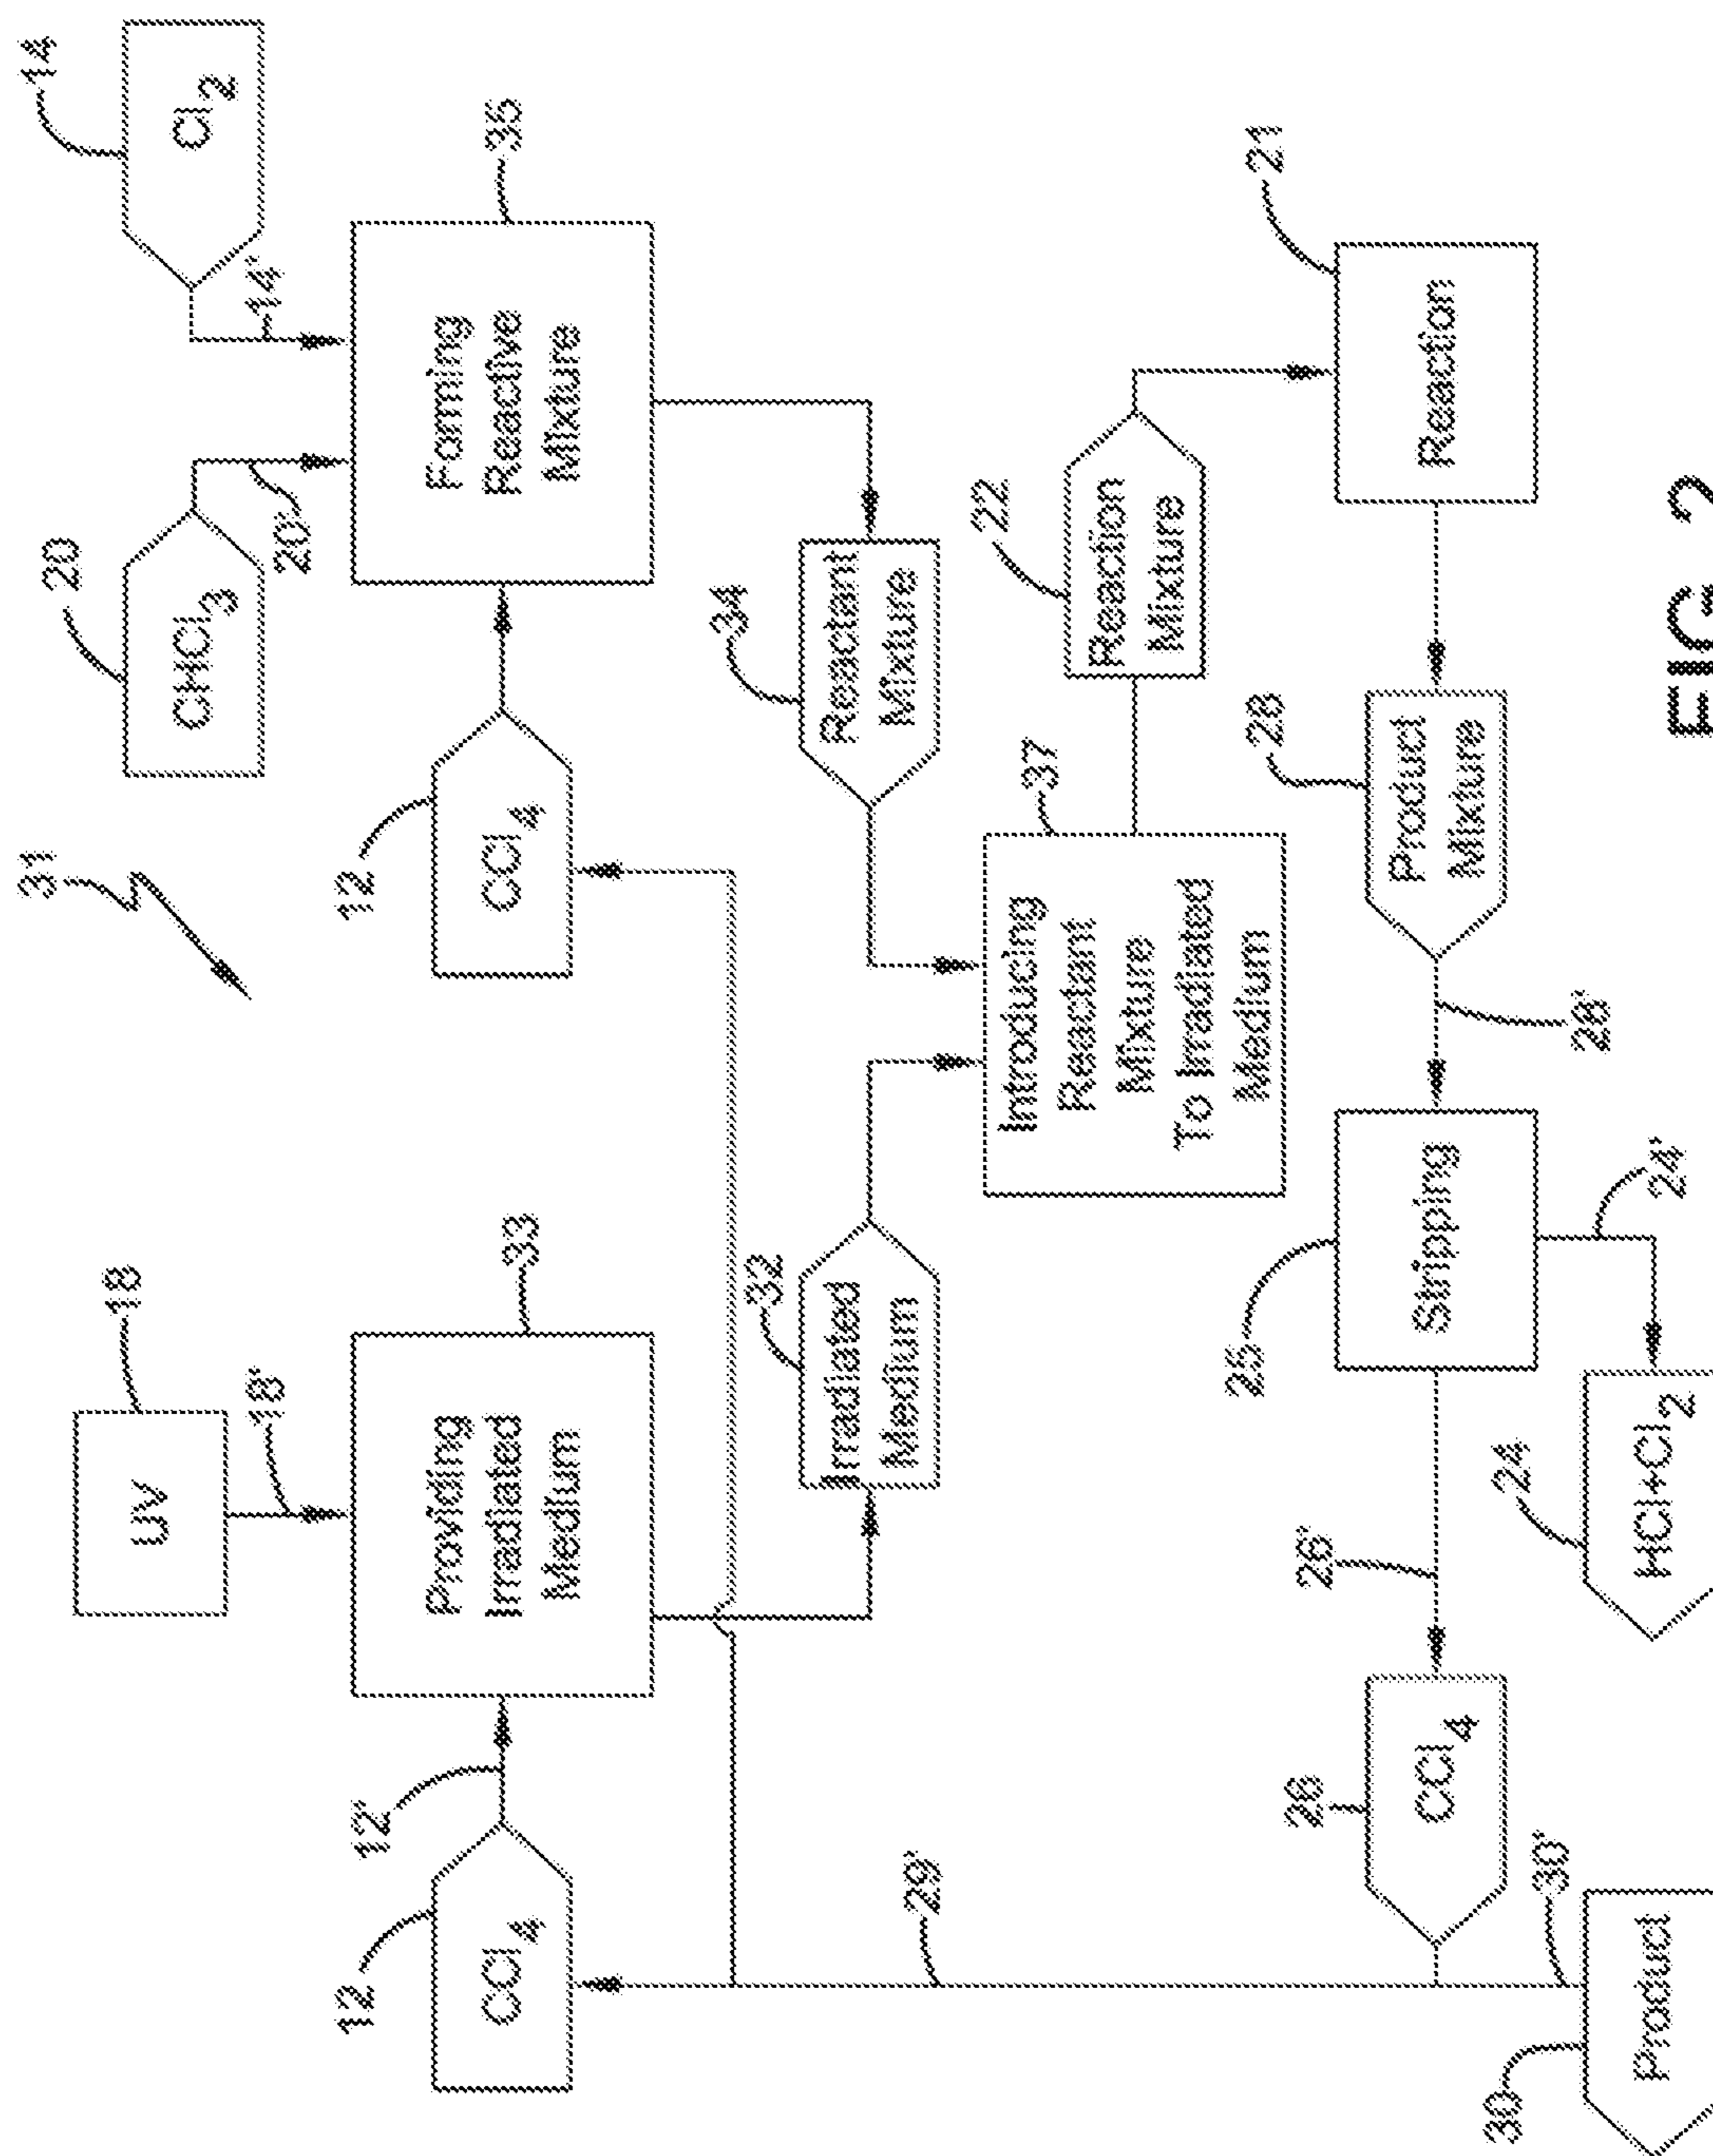 31
14
20
18
UV
CHCl3
Cl2
18'
20'
14'
12
12'
CCl4
Providing
Irradiated
Medium
33
12
CCl4
Forming
Reactive
Mixture
35
32
Irradiated
Medium
34
Reactant
Mixture
29'
37
Introducing
Reactant
Mixture
To Irradiated
Medium
22
Reaction
Mixture
21
Reaction
28
Product
Mixture
28'
25
Stripping
26'
26
CCl4
24'
24
HCl+Cl2
30'
30
Product
FIG. 2